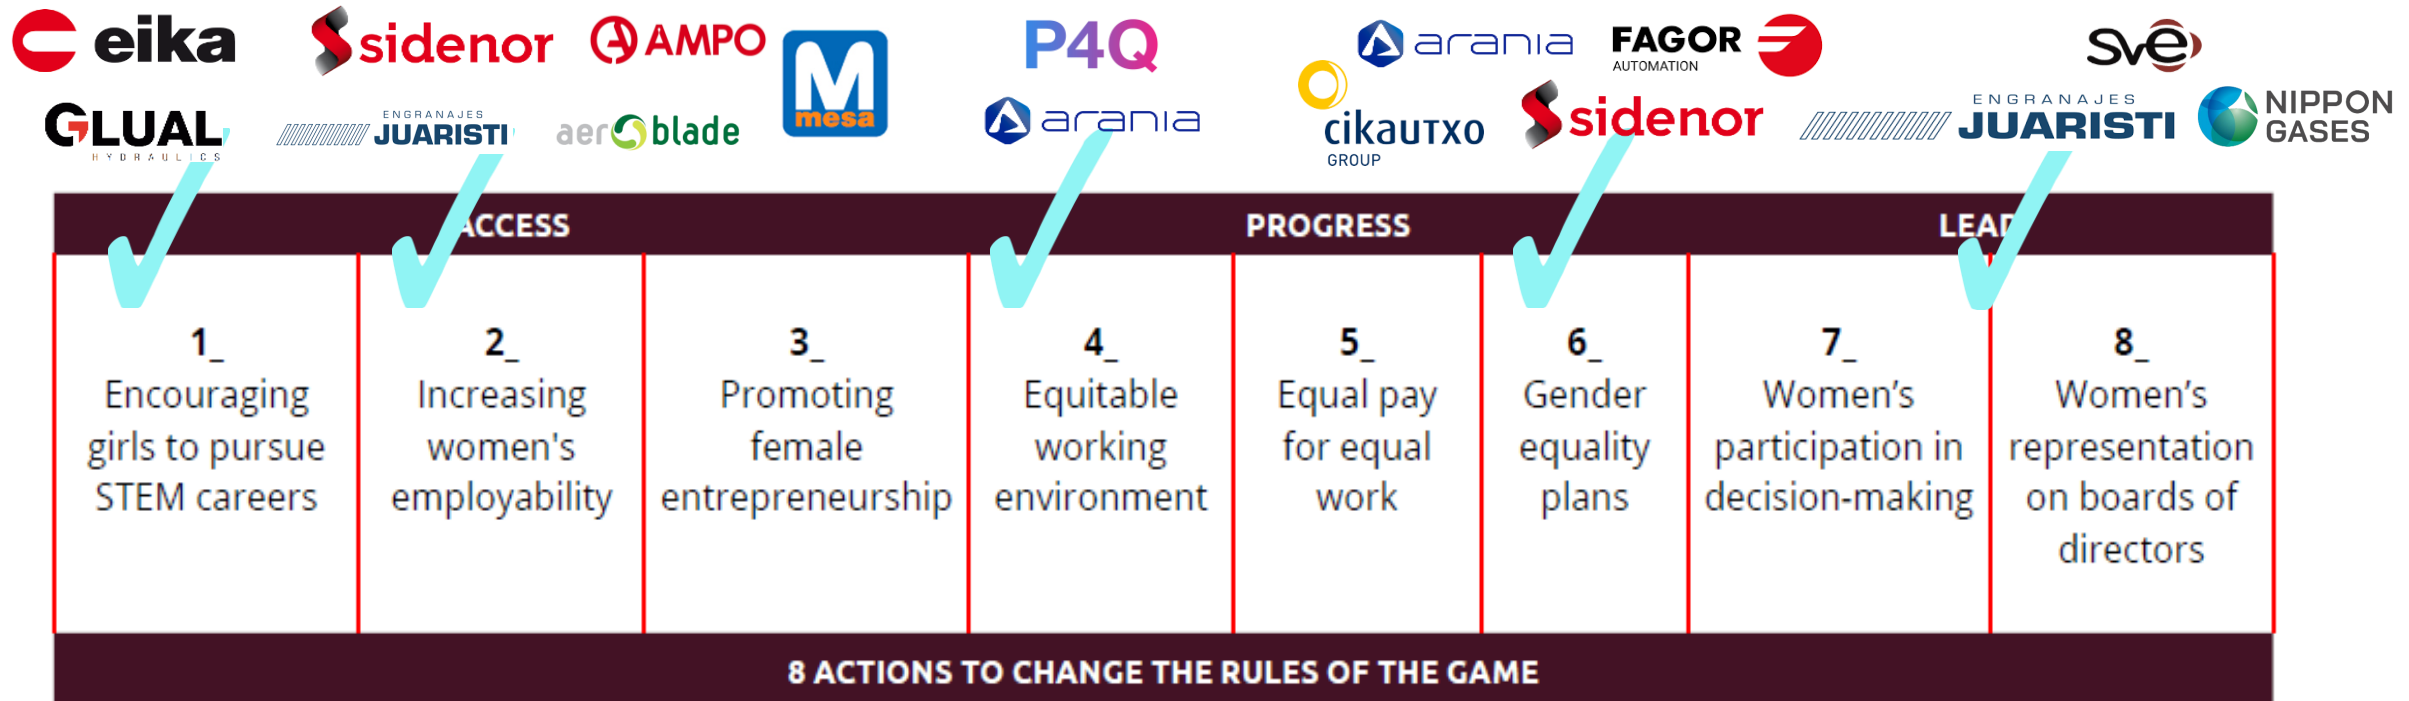 eika
sidenor
AMPO
mesa
P4Q
arania
FAGOR
AUTOMATION
sve
GLUAL
HYDRAULICS
ENGRANAJES
JUARISTI
aeroblade
arania
cikautxo
GROUP
sidenor
ENGRANAJES
JUARISTI
NIPPON
GASES
ACCESS
PROGRESS
LEAD
1_
Encouraging
girls to pursue
STEM careers
2_
Increasing
women's
employability
3_
Promoting
female
entrepreneurship
4_
Equitable
working
environment
5_
Equal pay
for equal
work
6_
Gender
equality
plans
7_
Women’s
participation in
decision-making
8_
Women’s
representation
on boards of
directors
8 ACTIONS TO CHANGE THE RULES OF THE GAME